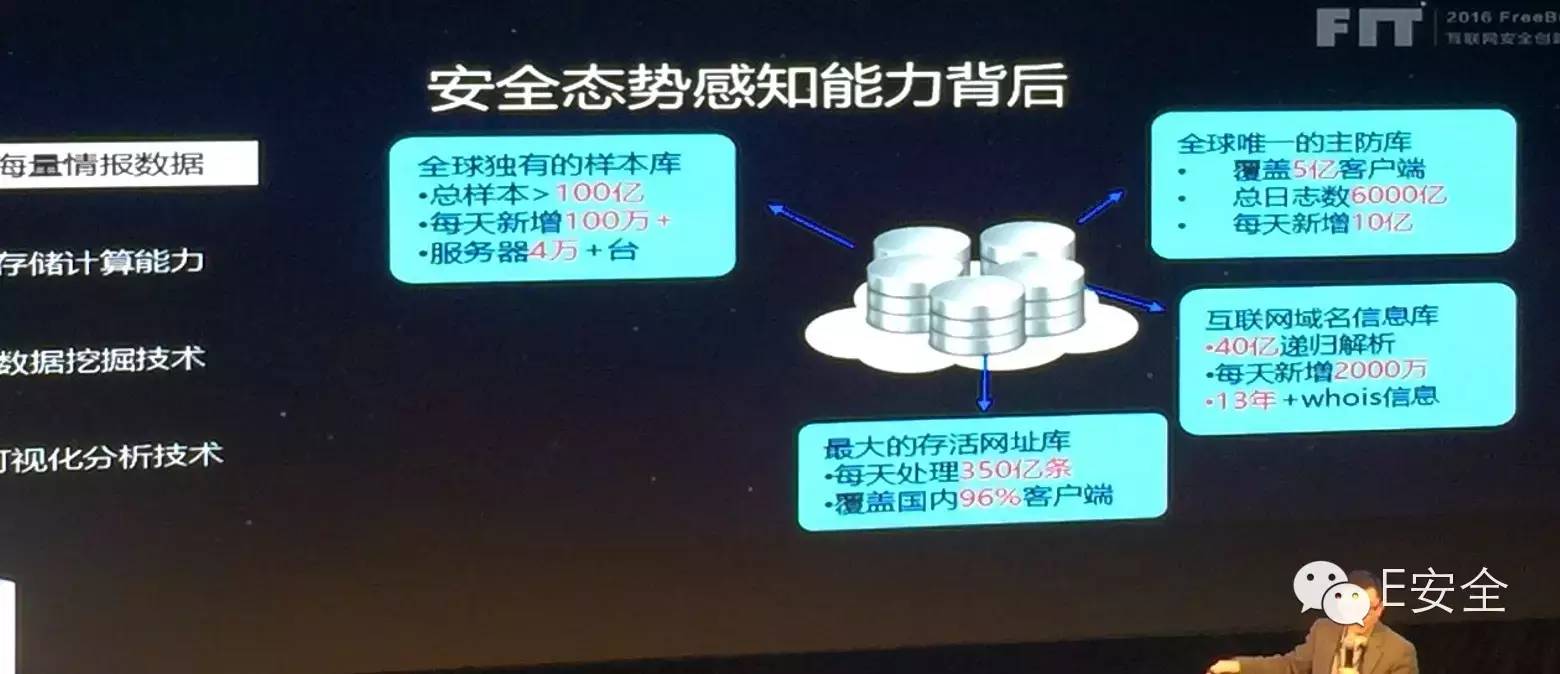 FIT
2016 FreeB
互联网安全创
安全态势感知能力背后
海量情报数据
存储计算能力
数据挖掘技术
可视化分析技术
全球独有的样本库
•总样本>100亿
•每天新增100万+
•服务器4万+台
全球唯一的主防库
• 覆盖5亿客户端
• 总日志数6000亿
• 每天新增10亿
互联网域名信息库
•40亿递归解析
•每天新增2000万
•13年+whois信息
最大的存活网址库
•每天处理350亿条
•覆盖国内96%客户端
E安全